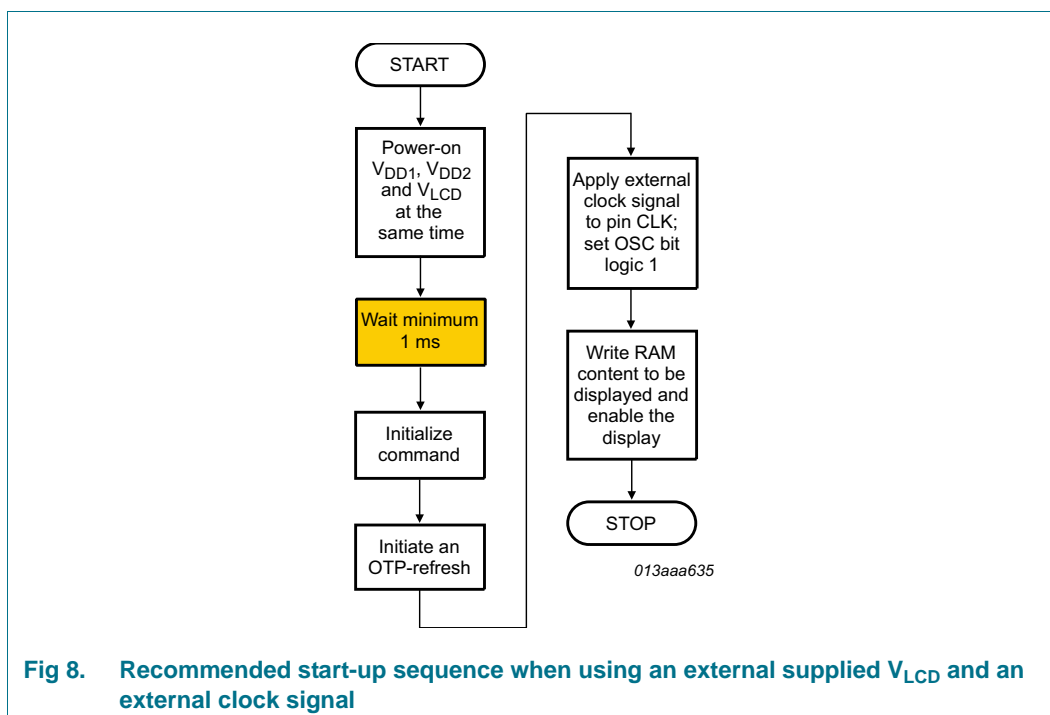 START
Power-on
VDD1, VDD2
and VLCD
at the
same time
Wait minimum
1 ms
Initialize
command
Initiate an
OTP-refresh
Apply external
clock signal
to pin CLK;
set OSC bit
logic 1
Write RAM
content to be
displayed and
enable the
display
STOP
013aaa635
Fig 8. Recommended start-up sequence when using an external supplied VLCD and an
external clock signal